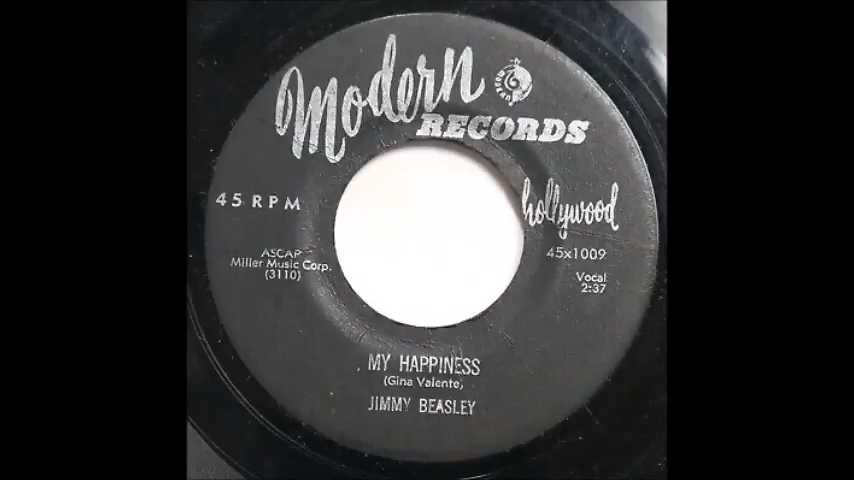 Modern
RECORDS
hollywood
45 RPM
45x1009
ASCAP
Miller Music Corp.
(3110)
Vocal
2:37
MY HAPPINESS
(Gina Valente)
JIMMY BEASLEY